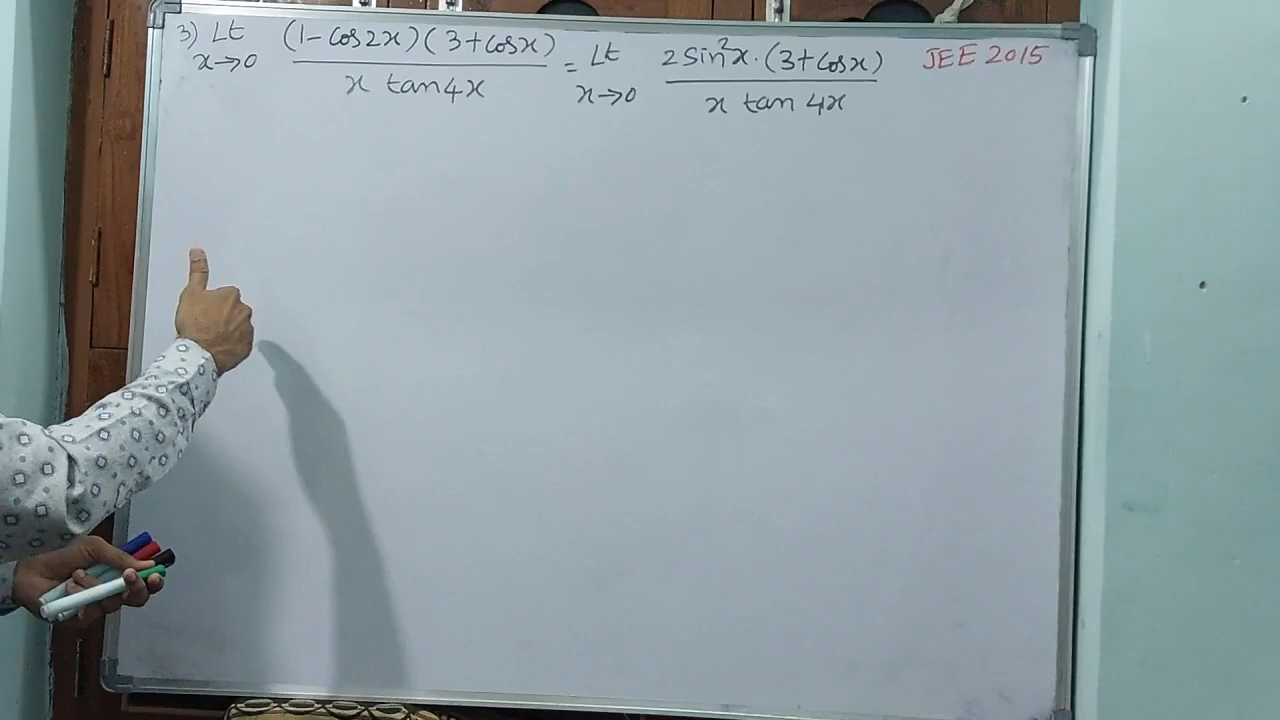 3) Lt x→0 (1-cos2x)(3+cosx) / x tan4x = Lt x→0 2sin²x.(3+cosx) / x tan 4x JEE 2015